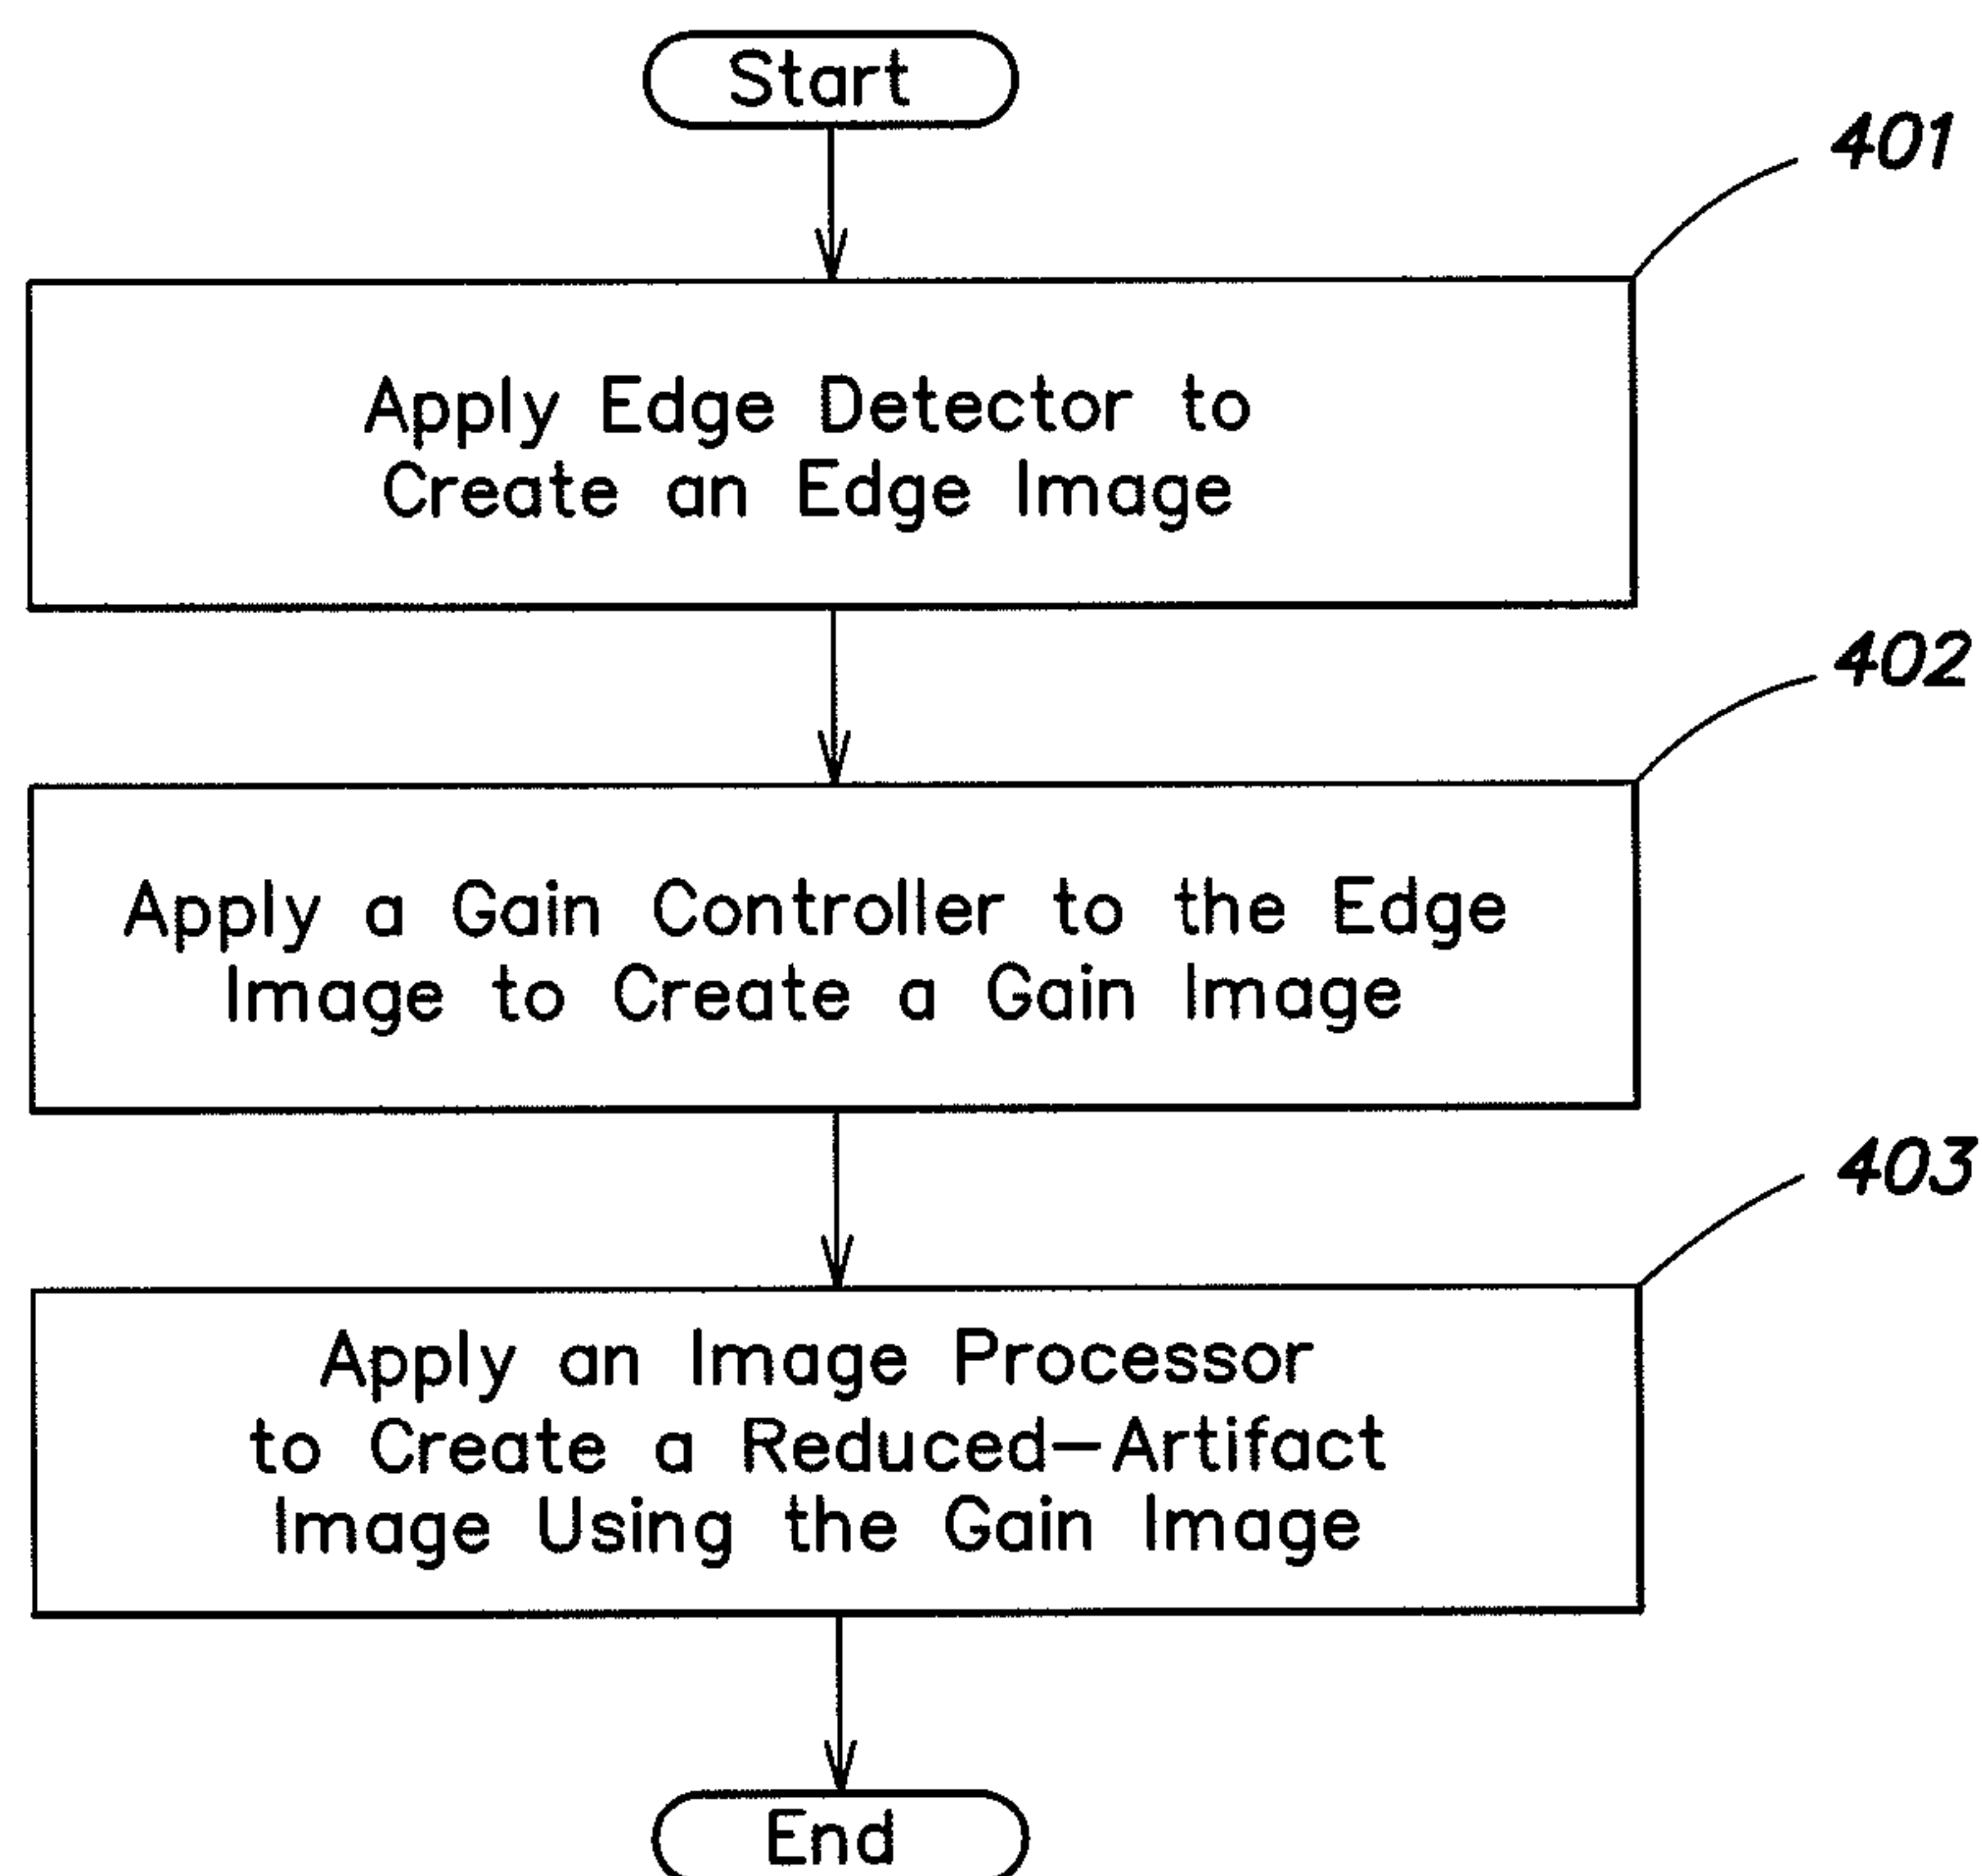 Start
401
Apply Edge Detector to
Create an Edge Image
402
Apply a Gain Controller to the Edge
Image to Create a Gain Image
403
Apply an Image Processor
to Create a Reduced-Artifact
Image Using the Gain Image
End